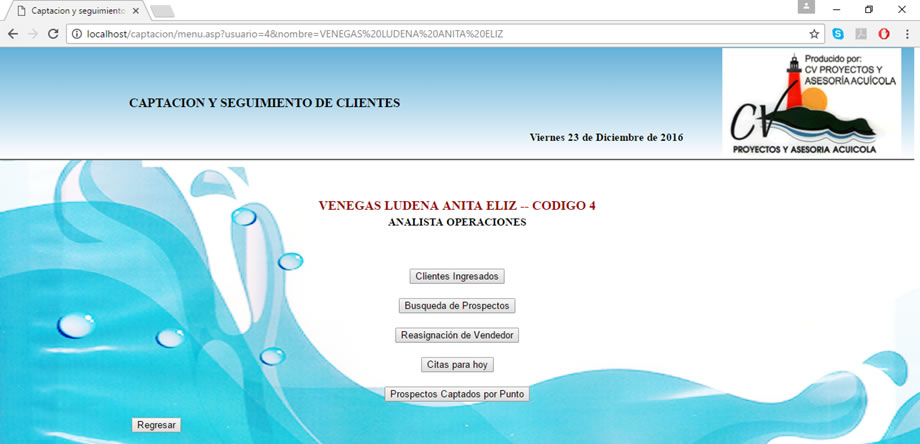 Captacion y seguimiento
localhost/captacion/menu.asp?usuario=4&nombre=VENEGAS%20LUDENA%20ANITA%20ELIZ
Producido por:
CV PROYECTOS Y
ASESORÍA ACUÍCOLA
CAPTACION Y SEGUIMIENTO DE CLIENTES
CV
Viernes 23 de Diciembre de 2016
PROYECTOS Y ASESORIA ACUICOLA
VENEGAS LUDENA ANITA ELIZ -- CODIGO 4
ANALISTA OPERACIONES
Clientes Ingresados
Busqueda de Prospectos
Reasignación de Vendedor
Citas para hoy
Prospectos Captados por Punto
Regresar